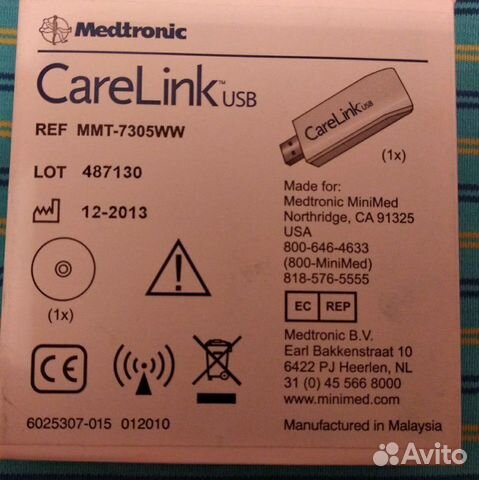 Medtronic
CareLink™ USB
REF MMT-7305WW
CareLink USB
(1x)
LOT 487130
12-2013
(1x)
Made for:
Medtronic MiniMed
Northridge, CA 91325
USA
800-646-4633
(800-MiniMed)
818-576-5555
EC REP
Medtronic B.V.
Earl Bakkenstraat 10
6422 PJ Heerlen, NL
31 (0) 45 566 8000
www.minimed.com
CE
6025307-015 012010
Manufactured in Malaysia
Avito